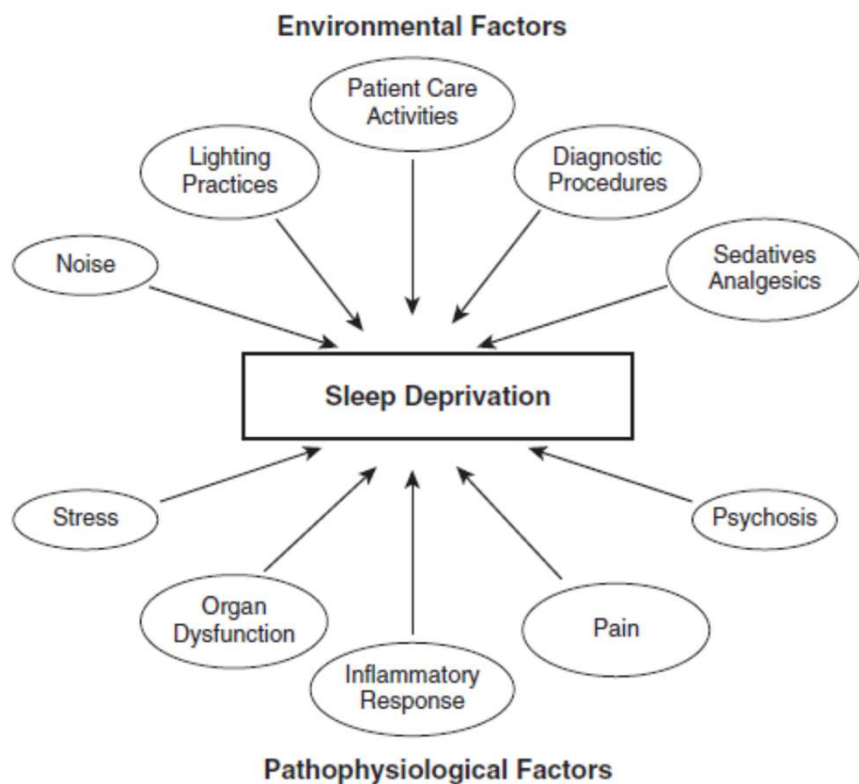 Environmental Factors
Patient Care
Activities
Lighting
Practices
Diagnostic
Procedures
Noise
Sedatives
Analgesics
Sleep Deprivation
Stress
Psychosis
Organ
Dysfunction
Pain
Inflammatory
Response
Pathophysiological Factors